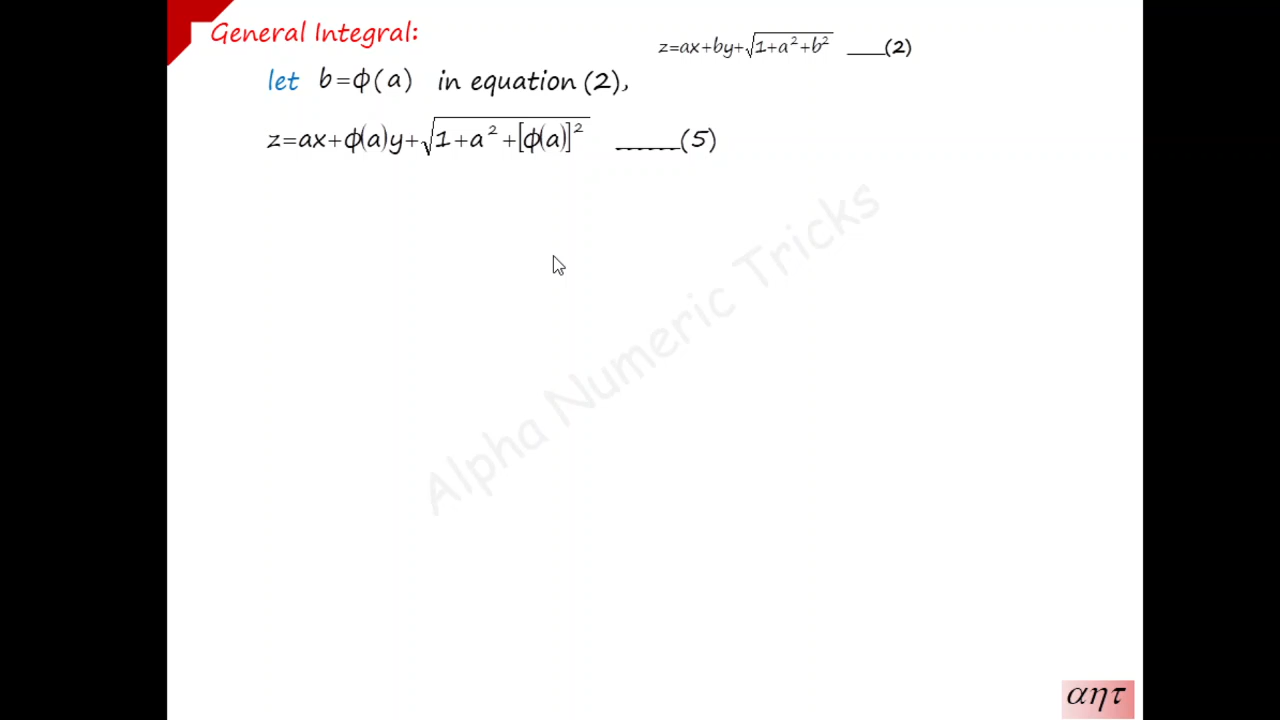 General Integral:
z=ax+by+√1+a²+b² ___(2)
let b=ϕ(a) in equation (2),
z=ax+ϕ(a)y+√1+a²+[ϕ(a)]² ______(5)
Alpha Numeric Tricks
αητ